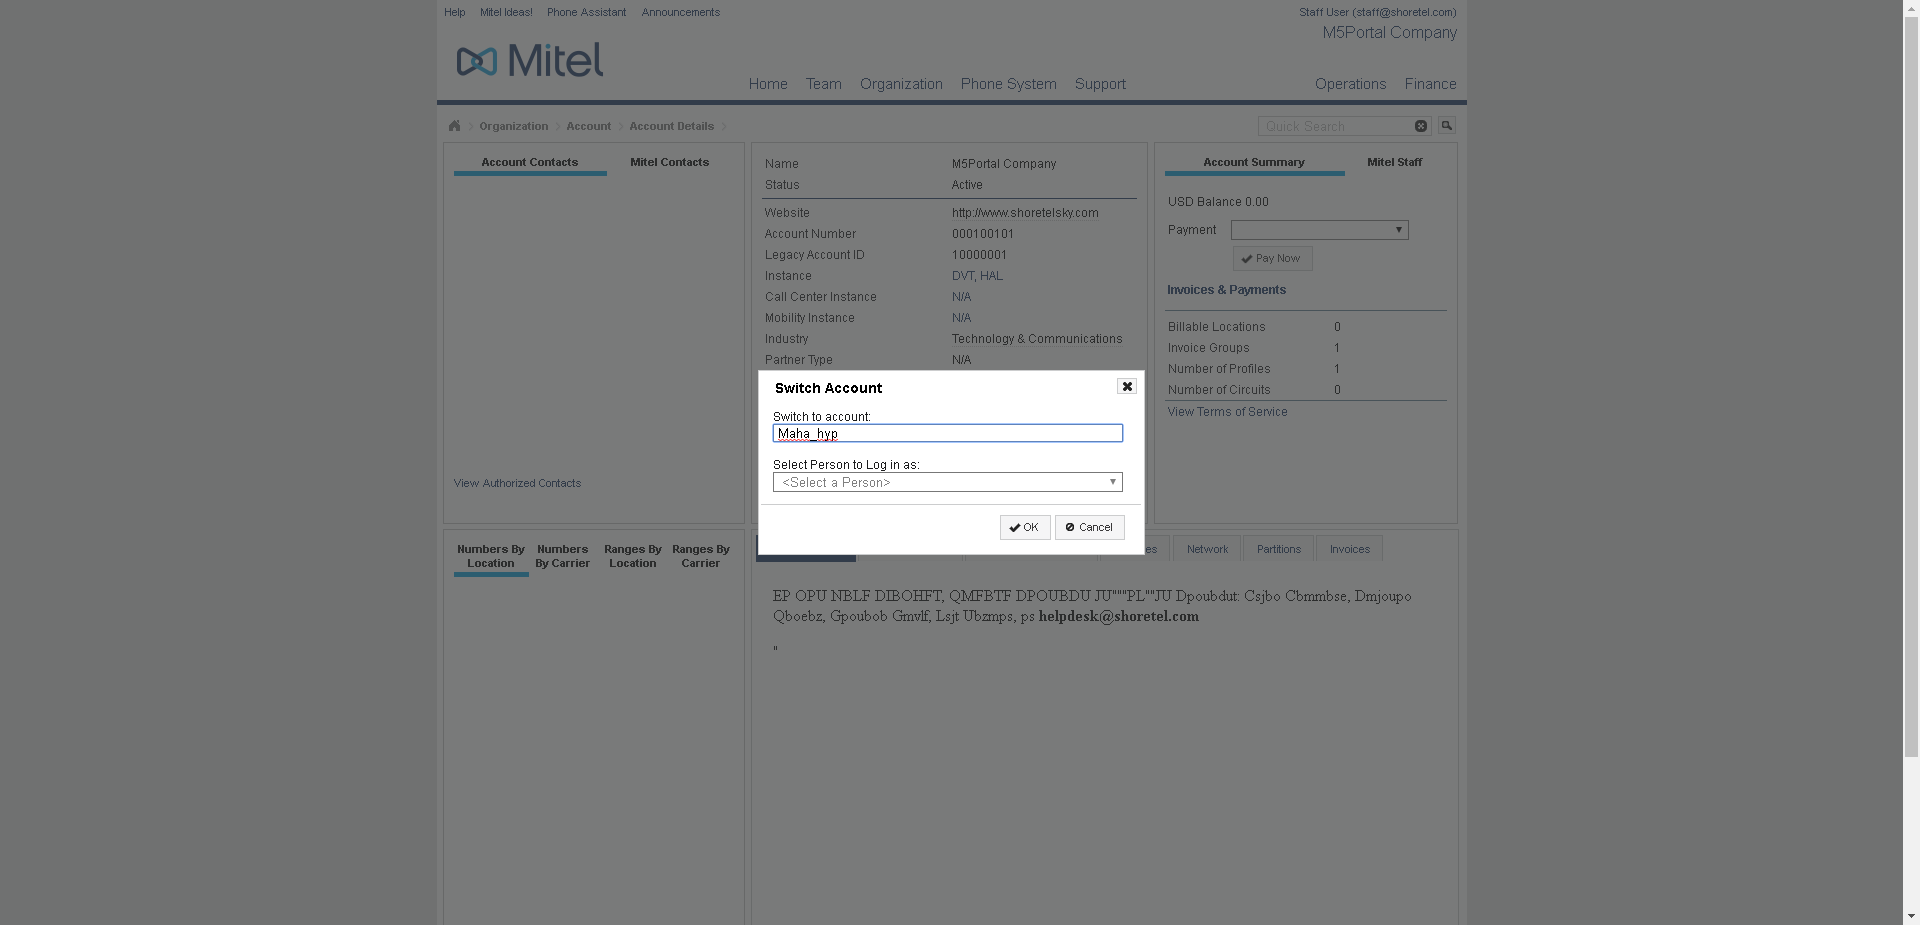 Help Mitel Ideas! Phone Assistant Announcements
Staff User (staff@shoretel.com)
M5Portal Company
Mitel
Home Team Organization Phone System Support Operations Finance
Organization Account Account Details
Quick Search
Account Contacts Mitel Contacts
View Authorized Contacts
Name M5Portal Company
Status Active
Website http://www.shoretelsky.com
Account Number 000100101
Legacy Account ID 10000001
Instance DVT, HAL
Call Center Instance N/A
Mobility Instance N/A
Industry Technology & Communications
Partner Type N/A
Account Summary Mitel Staff
USD Balance 0.00
Payment
Pay Now
Invoices & Payments
Billable Locations 0
Invoice Groups 1
Number of Profiles 1
Number of Circuits 0
View Terms of Service
Switch Account
Switch to account:
Maha_hyp
Select Person to Log in as:
<Select a Person>
OK Cancel
Numbers By Location
Numbers By Carrier
Ranges By Location
Ranges By Carrier
es Network Partitions Invoices
EP OPU NBLF DIBOHFT, QMFBTF DPOUBDU JU"""PL""JU Dpoubdut: Csjbo Cbmmbse, Dmjoupo
Qboebz, Gpoubob Gmvlf, Lsjt Ubzmps, ps helpdesk@shoretel.com
"